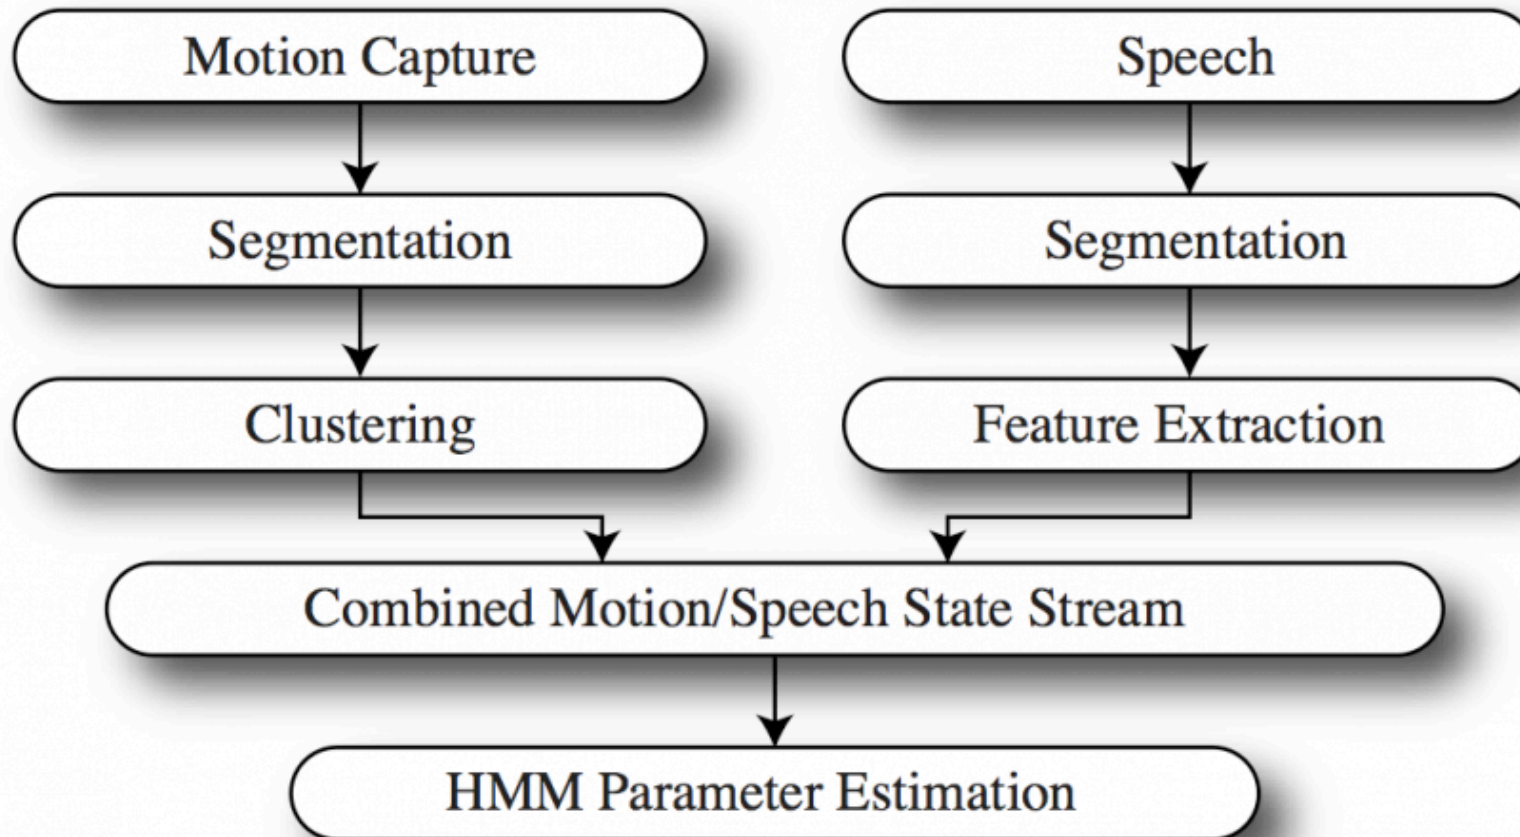 Motion Capture
Speech
Segmentation
Segmentation
Clustering
Feature Extraction
Combined Motion/Speech State Stream
HMM Parameter Estimation